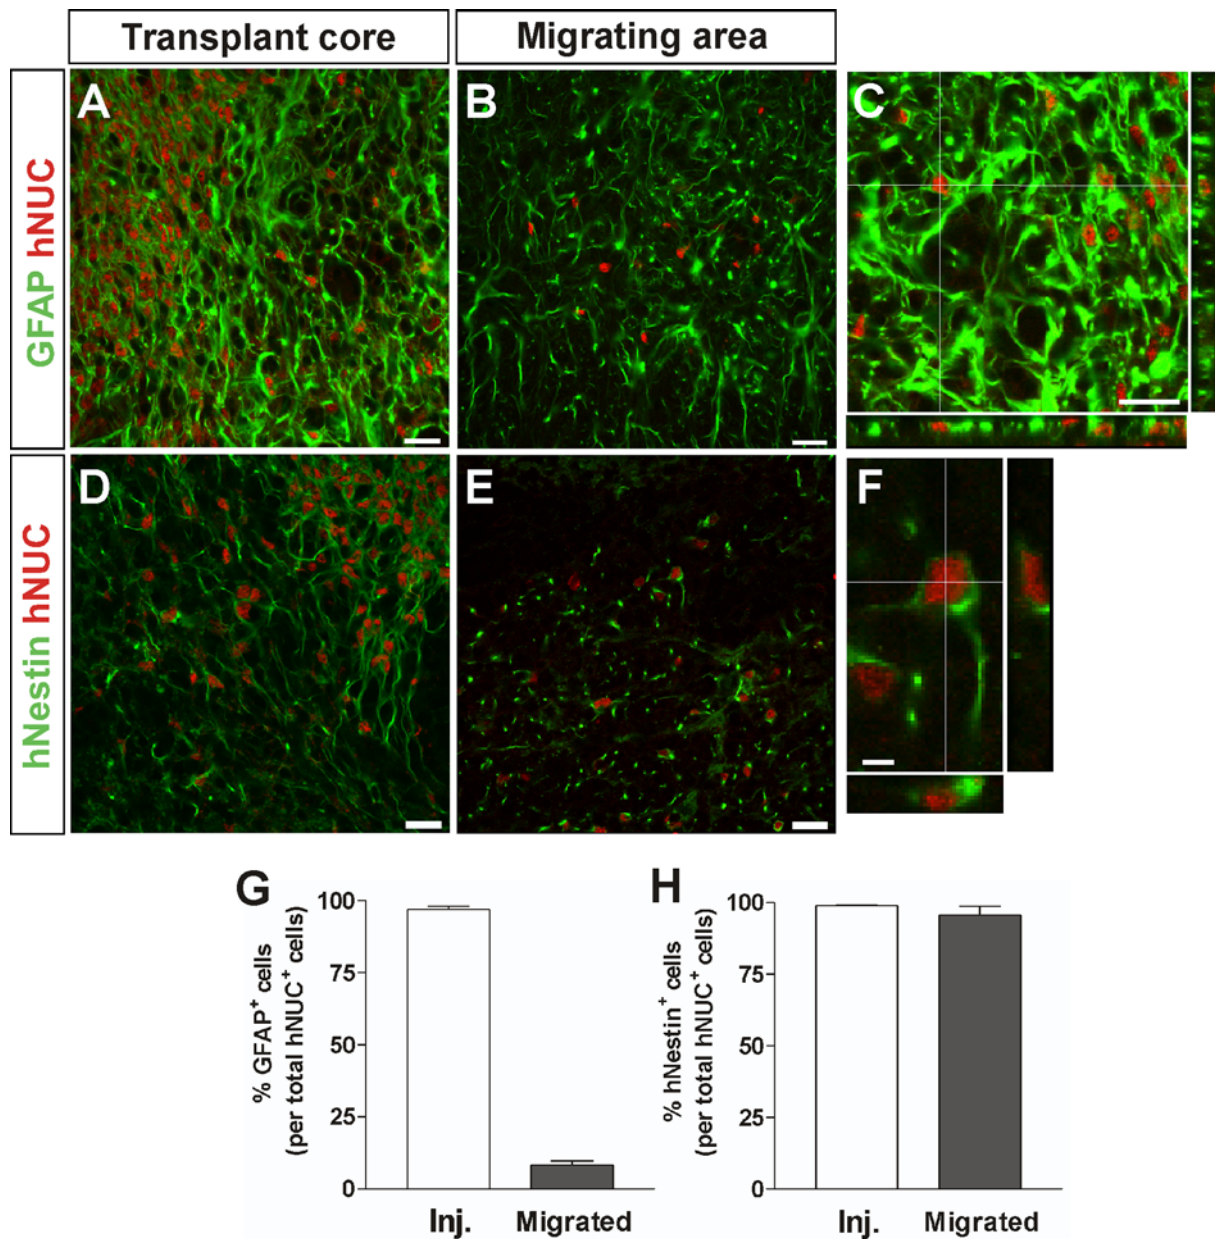 Transplant core
Migrating area
GFAP hNUC
A
B
C
hNestin hNUC
D
E
F
G
% GFAP+ cells
(per total hNUC+ cells)
100
75
50
25
0
Inj.
Migrated
H
% hNestin+ cells
(per total hNUC+ cells)
100
75
50
25
0
Inj.
Migrated